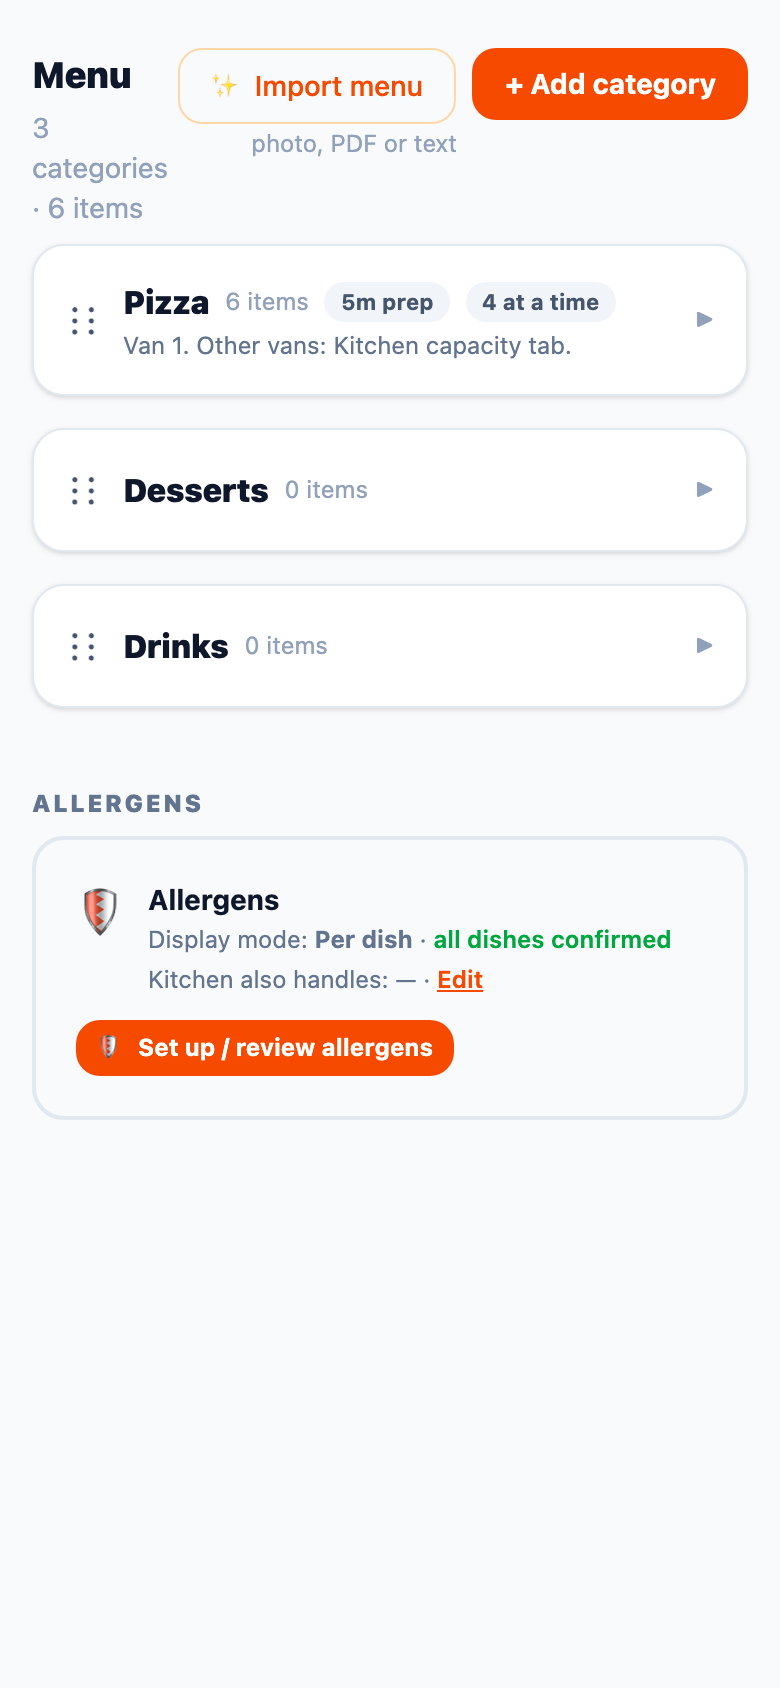 Menu
✨ Import menu
+ Add category
3
categories
· 6 items
photo, PDF or text
Pizza 6 items 5m prep 4 at a time
Van 1. Other vans: Kitchen capacity tab.
Desserts 0 items
Drinks 0 items
ALLERGENS
Allergens
Display mode: Per dish · all dishes confirmed
Kitchen also handles: — · Edit
Set up / review allergens